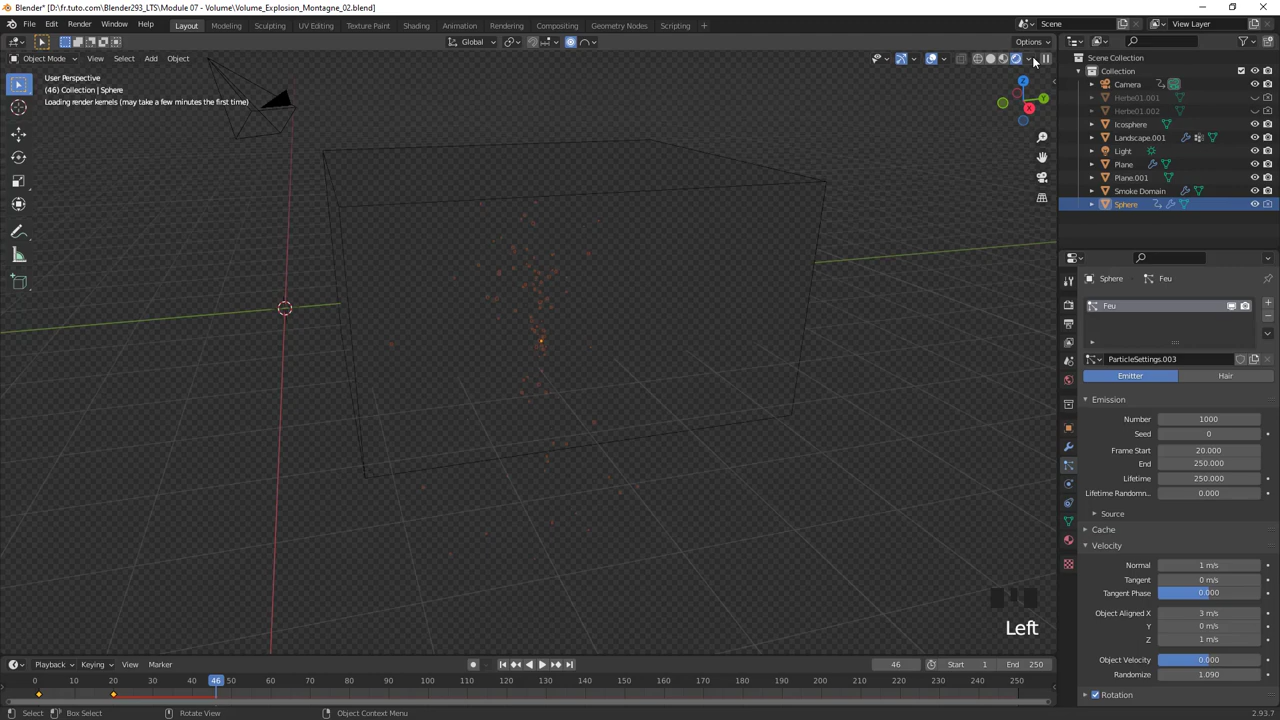 Blender* [D:\fr.tuto.com\Blender293_LTS\Module 07 - Volume\Volume_Explosion_Montagne_02.blend]
File Edit Render Window Help Layout Modeling Sculpting UV Editing Texture Paint Shading Animation Rendering Compositing Geometry Nodes Scripting + Scene View Layer
Global Options
Object Mode View Select Add Object
User Perspective
(46) Collection | Sphere
Loading render kernels (may take a few minutes the first time)
Z
Y
X
Left
Scene Collection
Collection
Camera
Herbe01.001
Herbe01.002
Icosphere
Landscape.001
Light
Plane
Plane.001
Smoke Domain
Sphere
Sphere Feu
Feu
ParticleSettings.003
Emitter Hair
Emission
Number 1000
Seed 0
Frame Start 20.000
End 250.000
Lifetime 250.000
Lifetime Randomn.. 0.000
Source
Cache
Velocity
Normal 1 m/s
Tangent 0 m/s
Tangent Phase 0.000
Object Aligned X 3 m/s
Y 0 m/s
Z 1 m/s
Object Velocity 0.000
Randomize 1.090
Rotation
Playback Keying View Marker 46 Start 1 End 250
0 10 20 30 40 46 50 60 70 80 90 100 110 120 130 140 150 160 170 180 190 200 210 220 230 240 250
Select Box Select Rotate View Object Context Menu 2.93.7